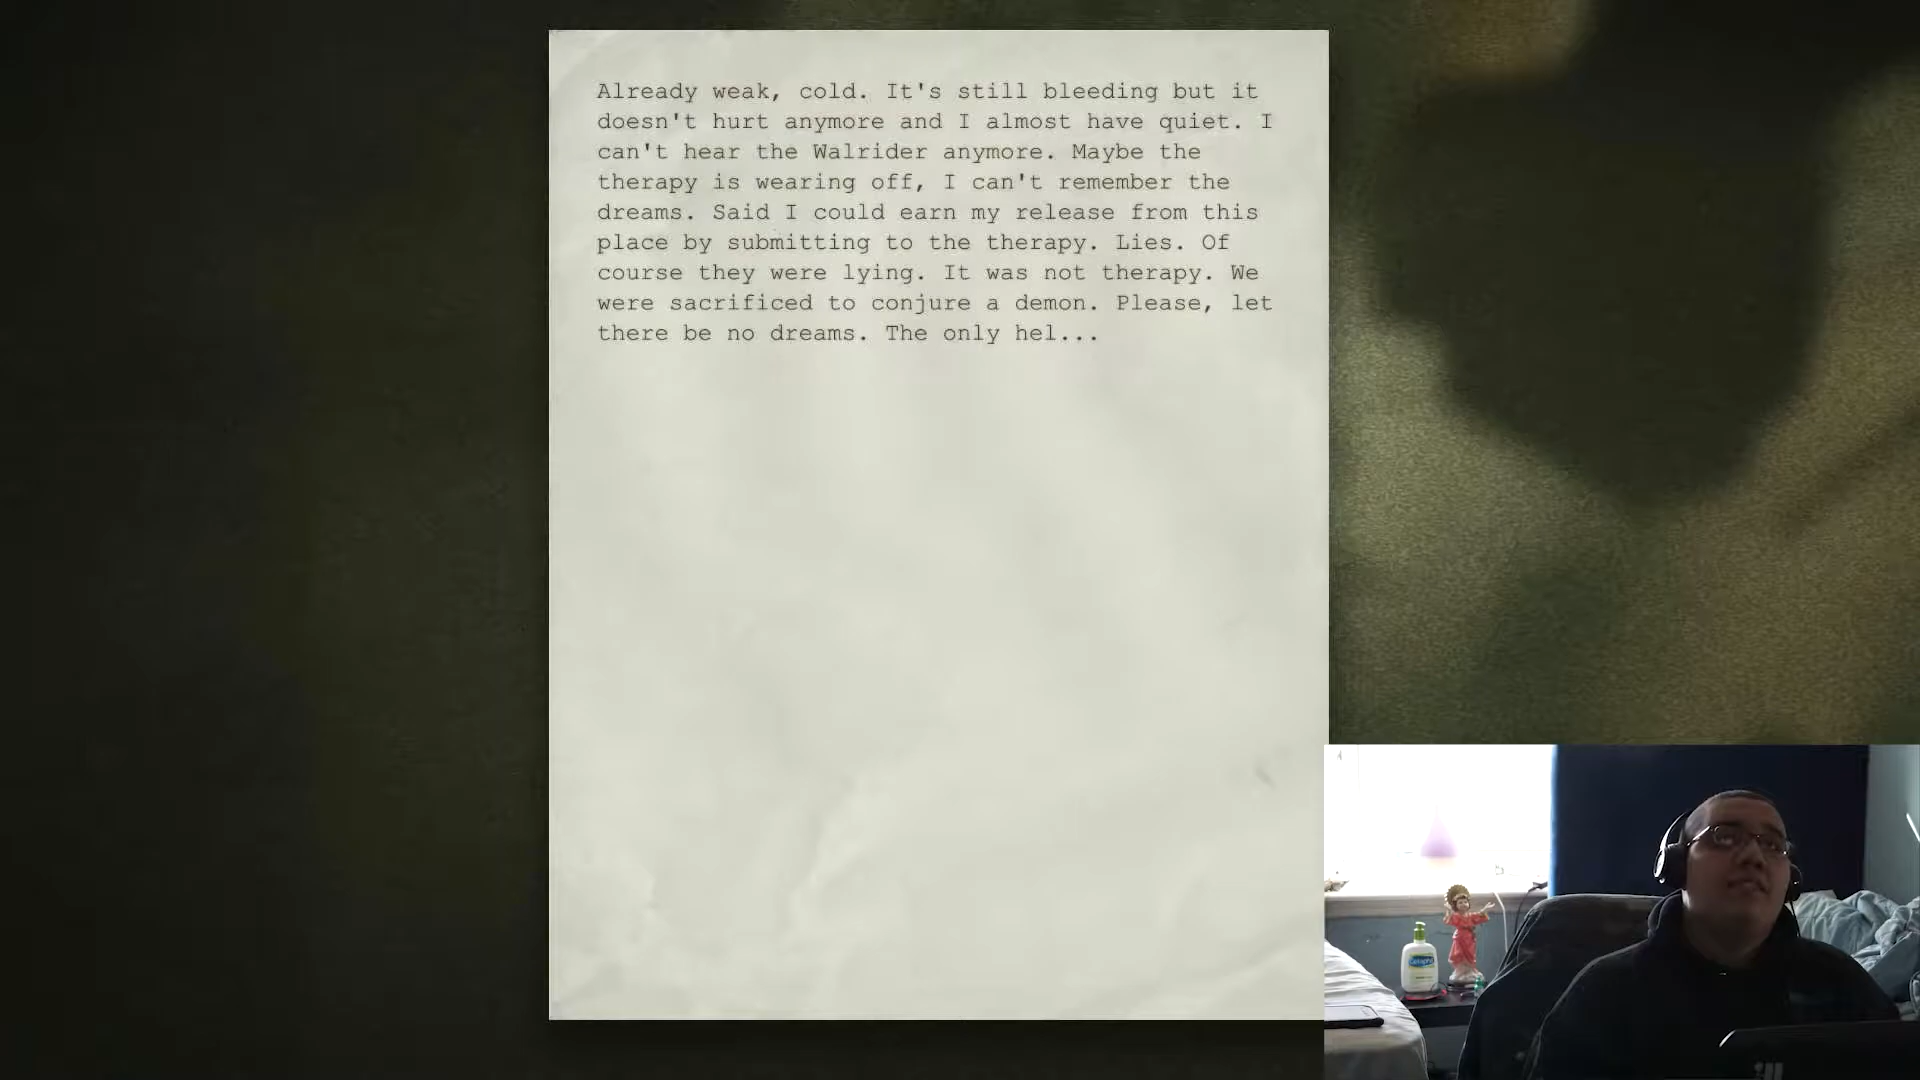 Already weak, cold. It's still bleeding but it
doesn't hurt anymore and I almost have quiet. I
can't hear the Walrider anymore. Maybe the
therapy is wearing off, I can't remember the
dreams. Said I could earn my release from this
place by submitting to the therapy. Lies. Of
course they were lying. It was not therapy. We
were sacrificed to conjure a demon. Please, let
there be no dreams. The only hel...
Cetaphil